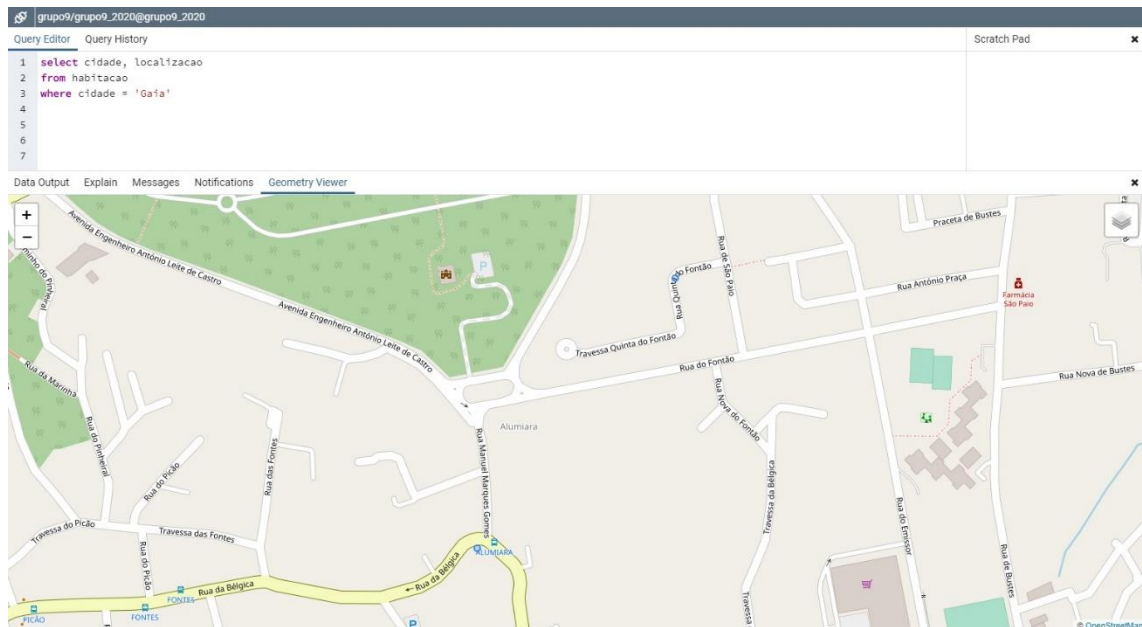 grupo9/grupo9_2020@grupo9_2020
Query Editor Query History
Scratch Pad
1 select cidade, localizacao
2 from habitacao
3 where cidade = 'Gaia'
4
5
6
7
Data Output Explain Messages Notifications Geometry Viewer
+
−
Avenida Engenheiro António Leite de Castro
Praceta de Bustes
Rua de São Paio
Rua António Praça
Farmácia
São Paio
P
Avenida Engenheiro António Leite de Castro
Travessa Quinta do Fontão
Rua do Fontão
Rua Nova de Bustes
Rua da Marinha
Rua Nova do Fontão
Alumiara
Rua do Pinheiral
Rua do Picão
Rua das Fontes
Rua Manuel Marques Gomes
Travessa da Bélgica
Rua do Emissor
Travessa do Picão
Travessa das Fontes
Rua do Picão
ALUMIARA
Rua da Bélgica
Rua de Bustes
Rua da Bélgica
FONTES
PICÃO
FONTES
P
Travessa
© OpenStreetMap